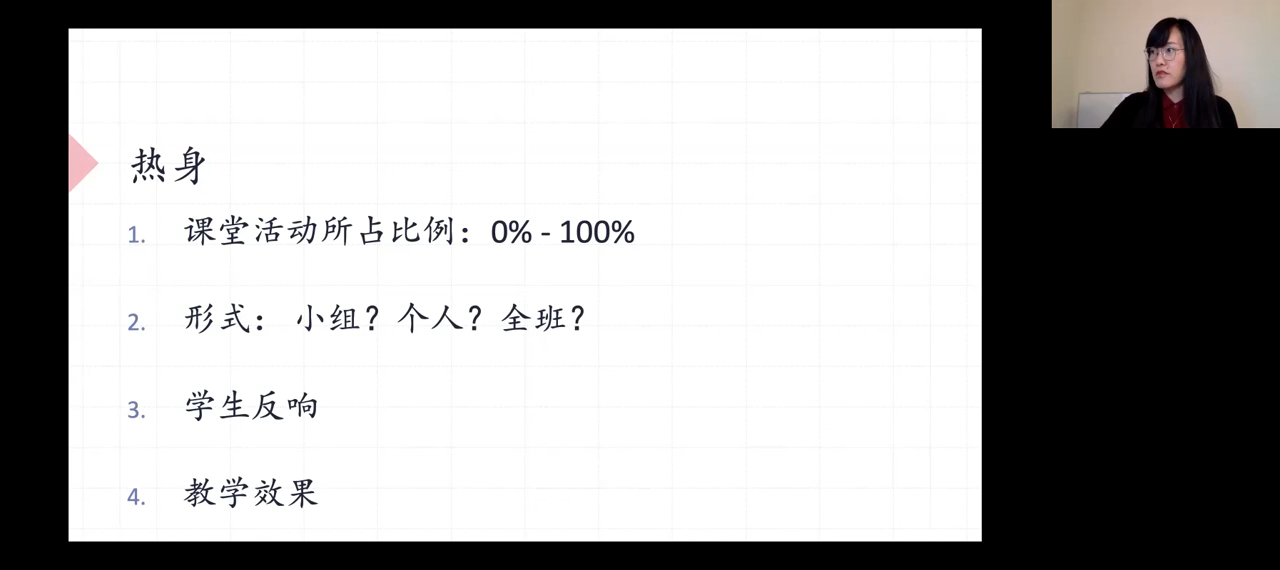 热身
1. 课堂活动所占比例：0% - 100%
2. 形式： 小组？个人？全班？
3. 学生反响
4. 教学效果